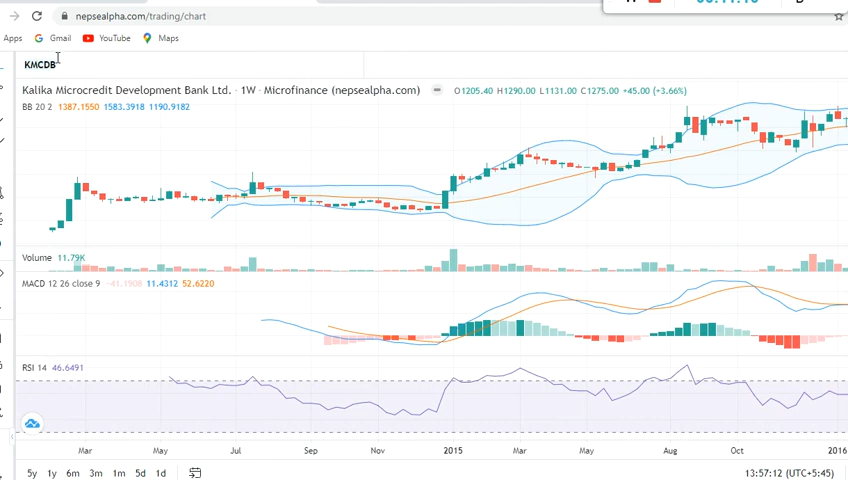 nepsealpha.com/trading/chart
Apps Gmail YouTube Maps
KMCDB
Kalika Microcredit Development Bank Ltd. · 1W · Microfinance (nepsealpha.com) O1205.40 H1290.00 L1131.00 C1275.00 +45.00 (+3.66%)
BB 20 2 1387.1550 1583.3918 1190.9182
Volume 11.79K
MACD 12 26 close 9 -41.1908 11.4312 52.6220
RSI 14 46.6491
Mar May Jul Sep Nov 2015 Mar May Aug Oct 2016
5y 1y 6m 3m 1m 5d 1d 13:57:12 (UTC+5:45)